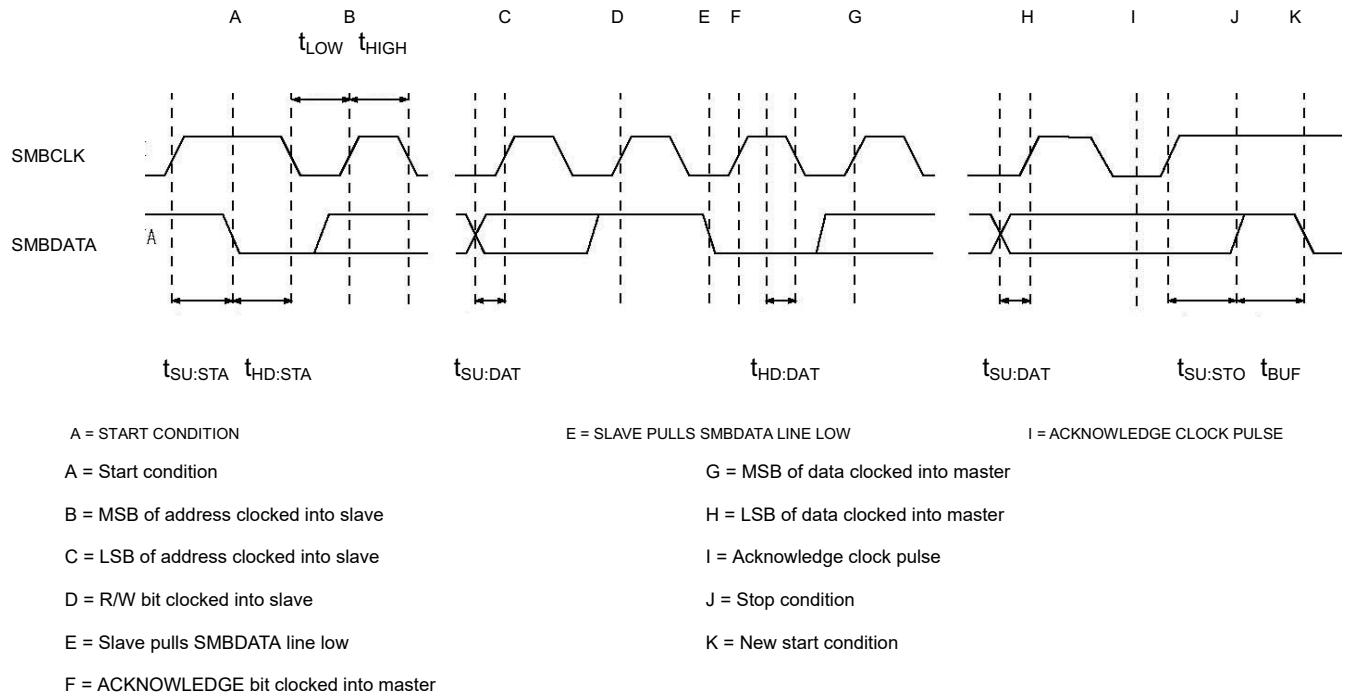 A B C D E F G H I J K
tLOW tHIGH
SMBCLK
SMBDATA
A
tSU:STA tHD:STA tSU:DAT tHD:DAT tSU:DAT tSU:STO tBUF
A = START CONDITION E = SLAVE PULLS SMBDATA LINE LOW I = ACKNOWLEDGE CLOCK PULSE
A = Start condition
B = MSB of address clocked into slave
C = LSB of address clocked into slave
D = R/W bit clocked into slave
E = Slave pulls SMBDATA line low
F = ACKNOWLEDGE bit clocked into master
G = MSB of data clocked into master
H = LSB of data clocked into master
I = Acknowledge clock pulse
J = Stop condition
K = New start condition